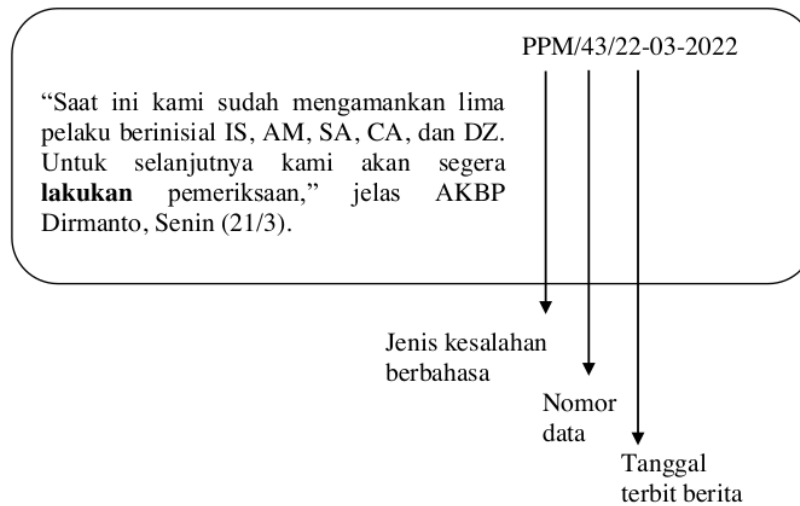 PPM/43/22-03-2022
“Saat ini kami sudah mengamankan lima
pelaku berinisial IS, AM, SA, CA, dan DZ.
Untuk selanjutnya kami akan segera
lakukan pemeriksaan,” jelas AKBP
Dirmanto, Senin (21/3).
Jenis kesalahan
berbahasa
Nomor
data
Tanggal
terbit berita